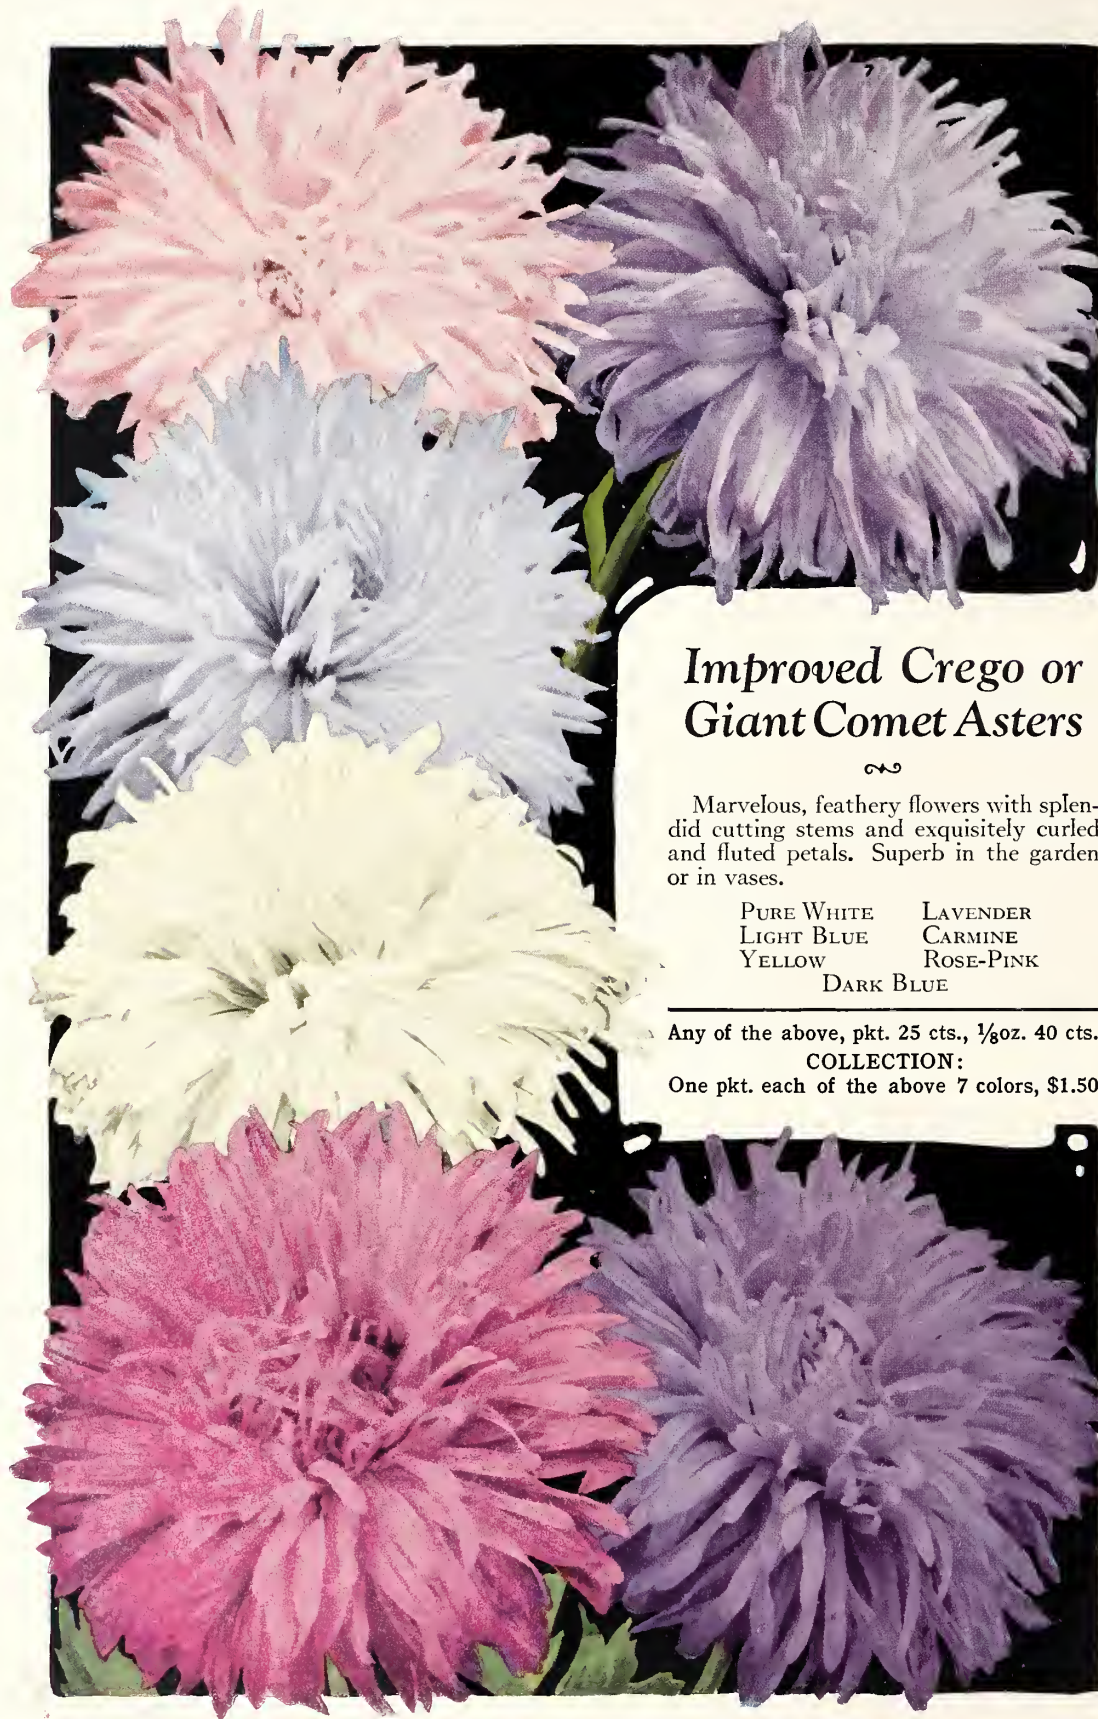 Improved Crego or
Giant Comet Asters
Marvelous, feathery flowers with splen-
did cutting stems and exquisitely curled
and fluted petals. Superb in the garden
or in vases.
PURE WHITE LAVENDER
LIGHT BLUE CARMINE
YELLOW ROSE-PINK
DARK BLUE
Any of the above, pkt. 25 cts., ⅛oz. 40 cts.
COLLECTION:
One pkt. each of the above 7 colors, $1.50